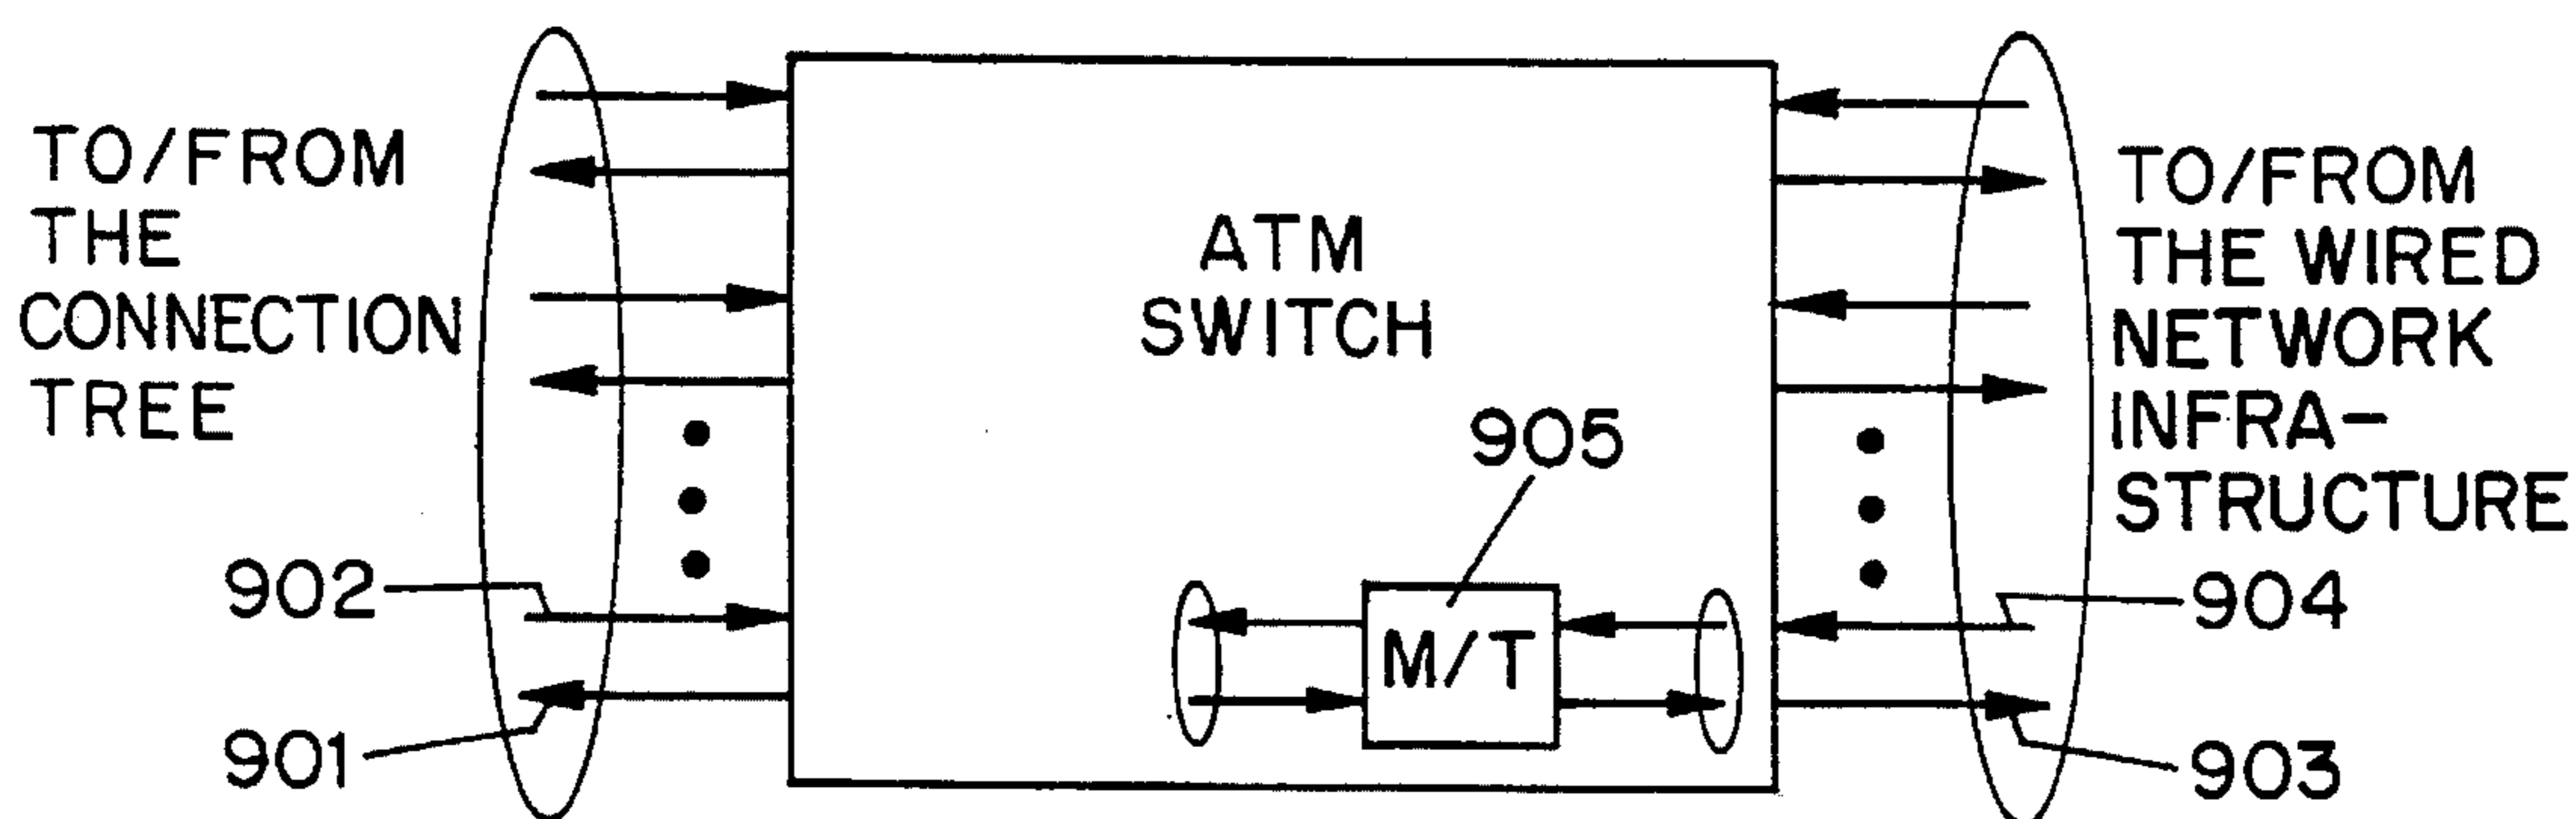 TO/FROM
THE
CONNECTION
TREE
902
901
ATM
SWITCH
905
M/T
TO/FROM
THE WIRED
NETWORK
INFRA-
STRUCTURE
904
903